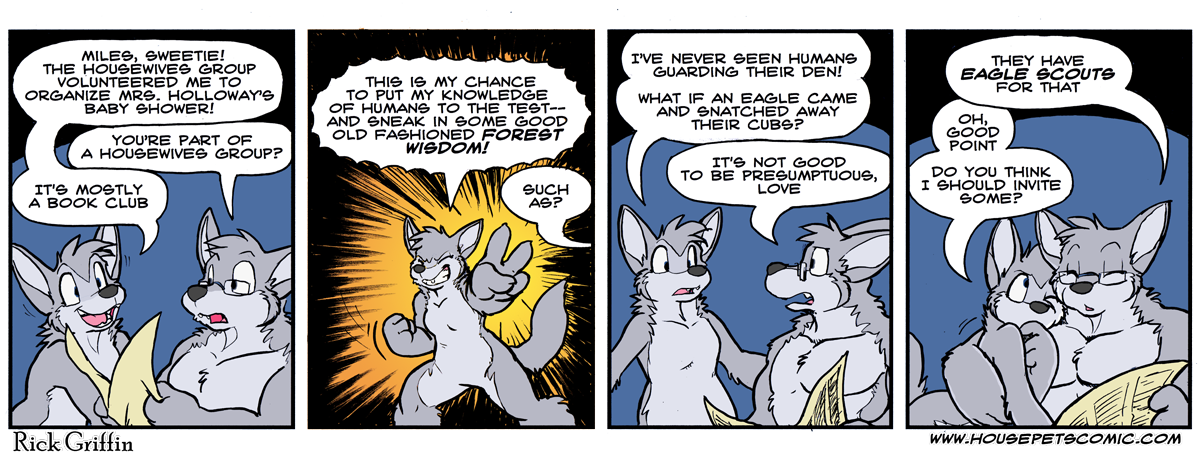 MILES, SWEETIE!
THE HOUSEWIVES GROUP
VOLUNTEERED ME TO
ORGANIZE MRS. HOLLOWAY'S
BABY SHOWER!
YOU'RE PART OF
A HOUSEWIVES GROUP?
IT'S MOSTLY
A BOOK CLUB
THIS IS MY CHANCE
TO PUT MY KNOWLEDGE
OF HUMANS TO THE TEST--
AND SNEAK IN SOME GOOD
OLD FASHIONED FOREST
WISDOM!
SUCH
AS?
I'VE NEVER SEEN HUMANS
GUARDING THEIR DEN!
WHAT IF AN EAGLE CAME
AND SNATCHED AWAY
THEIR CUBS?
IT'S NOT GOOD
TO BE PRESUMPTUOUS,
LOVE
THEY HAVE
EAGLE SCOUTS
FOR THAT
OH,
GOOD
POINT
DO YOU THINK
I SHOULD INVITE
SOME?
Rick Griffin
WWW.HOUSEPETSCOMIC.COM